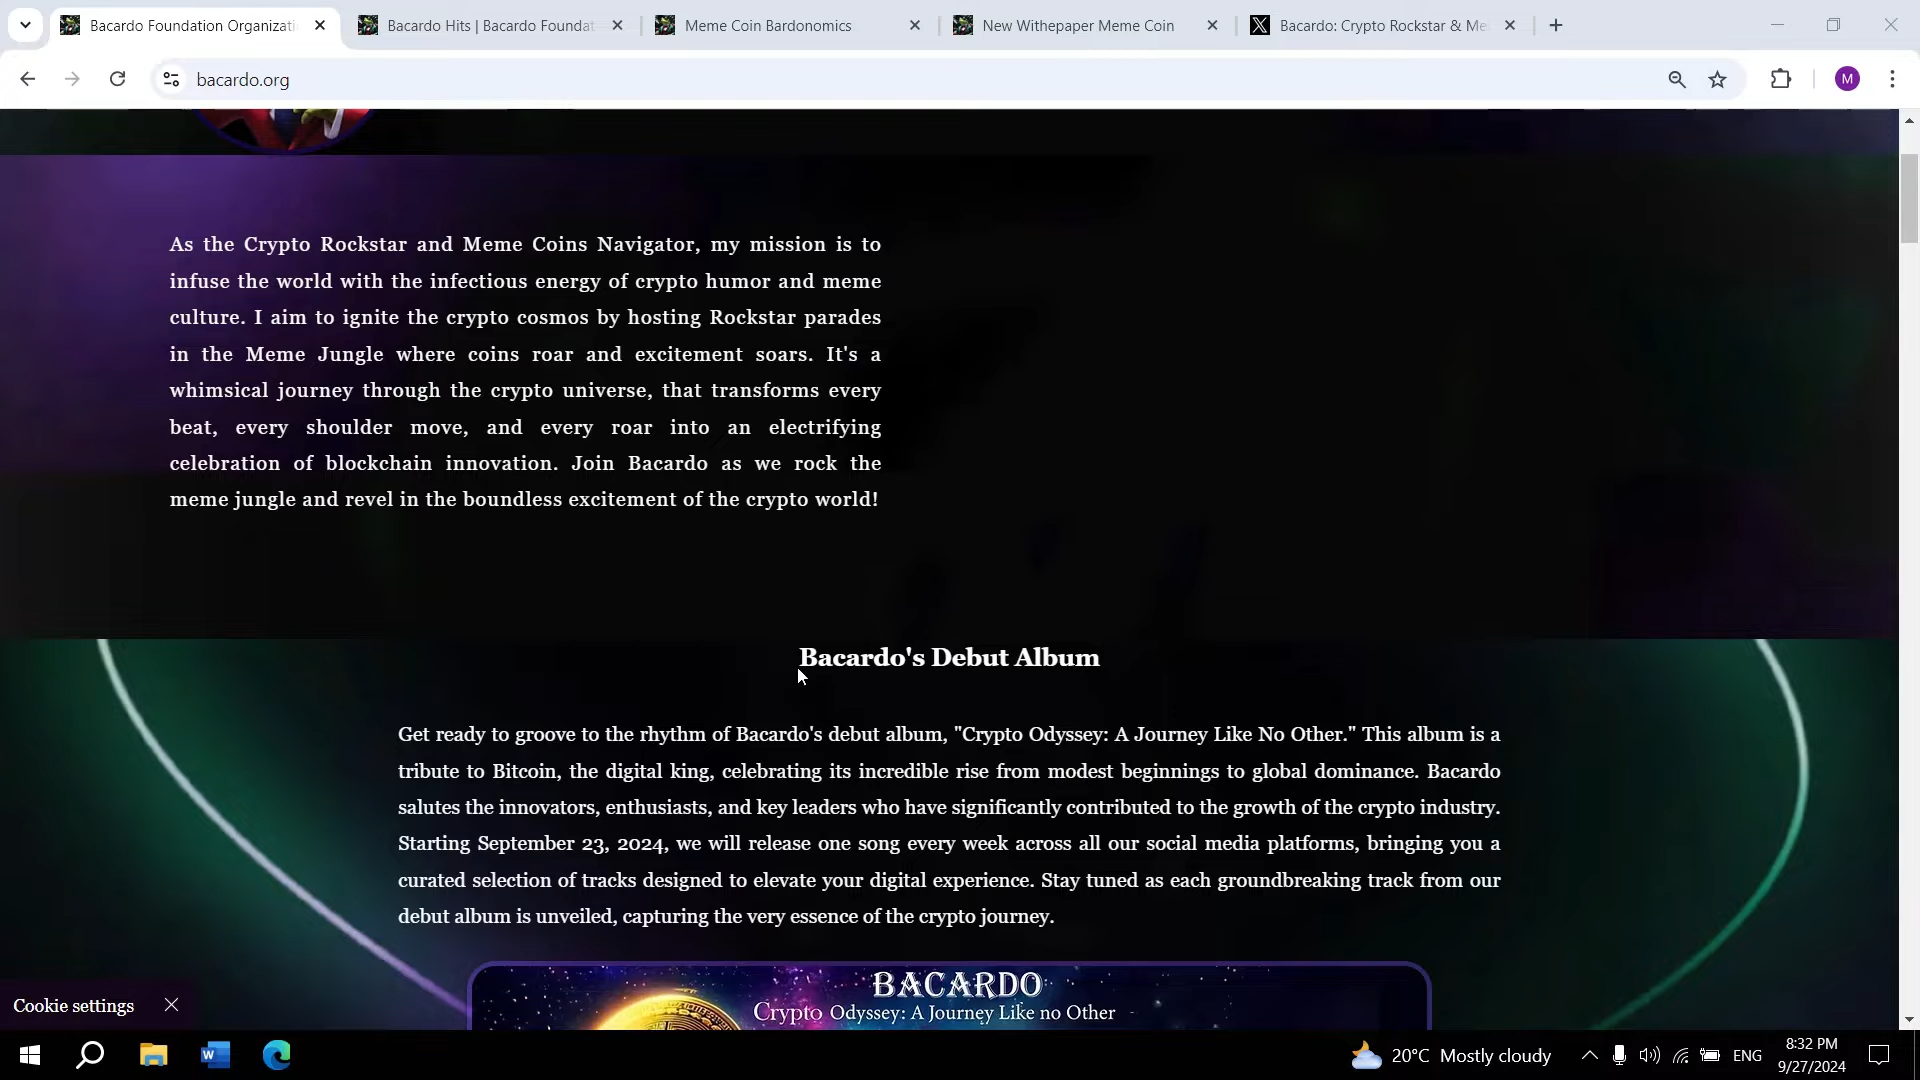 Bacardo Foundation Organizati
Bacardo Hits | Bacardo Foundat
Meme Coin Bardonomics
New Withepaper Meme Coin
Bacardo: Crypto Rockstar & Me
bacardo.org
M
As the Crypto Rockstar and Meme Coins Navigator, my mission is to
infuse the world with the infectious energy of crypto humor and meme
culture. I aim to ignite the crypto cosmos by hosting Rockstar parades
in the Meme Jungle where coins roar and excitement soars. It's a
whimsical journey through the crypto universe, that transforms every
beat, every shoulder move, and every roar into an electrifying
celebration of blockchain innovation. Join Bacardo as we rock the
meme jungle and revel in the boundless excitement of the crypto world!
Bacardo's Debut Album
Get ready to groove to the rhythm of Bacardo's debut album, "Crypto Odyssey: A Journey Like No Other." This album is a
tribute to Bitcoin, the digital king, celebrating its incredible rise from modest beginnings to global dominance. Bacardo
salutes the innovators, enthusiasts, and key leaders who have significantly contributed to the growth of the crypto industry.
Starting September 23, 2024, we will release one song every week across all our social media platforms, bringing you a
curated selection of tracks designed to elevate your digital experience. Stay tuned as each groundbreaking track from our
debut album is unveiled, capturing the very essence of the crypto journey.
BACARDO
Crypto Odyssey: A Journey Like no Other
Cookie settings
20°C Mostly cloudy
ENG
8:32 PM
9/27/2024